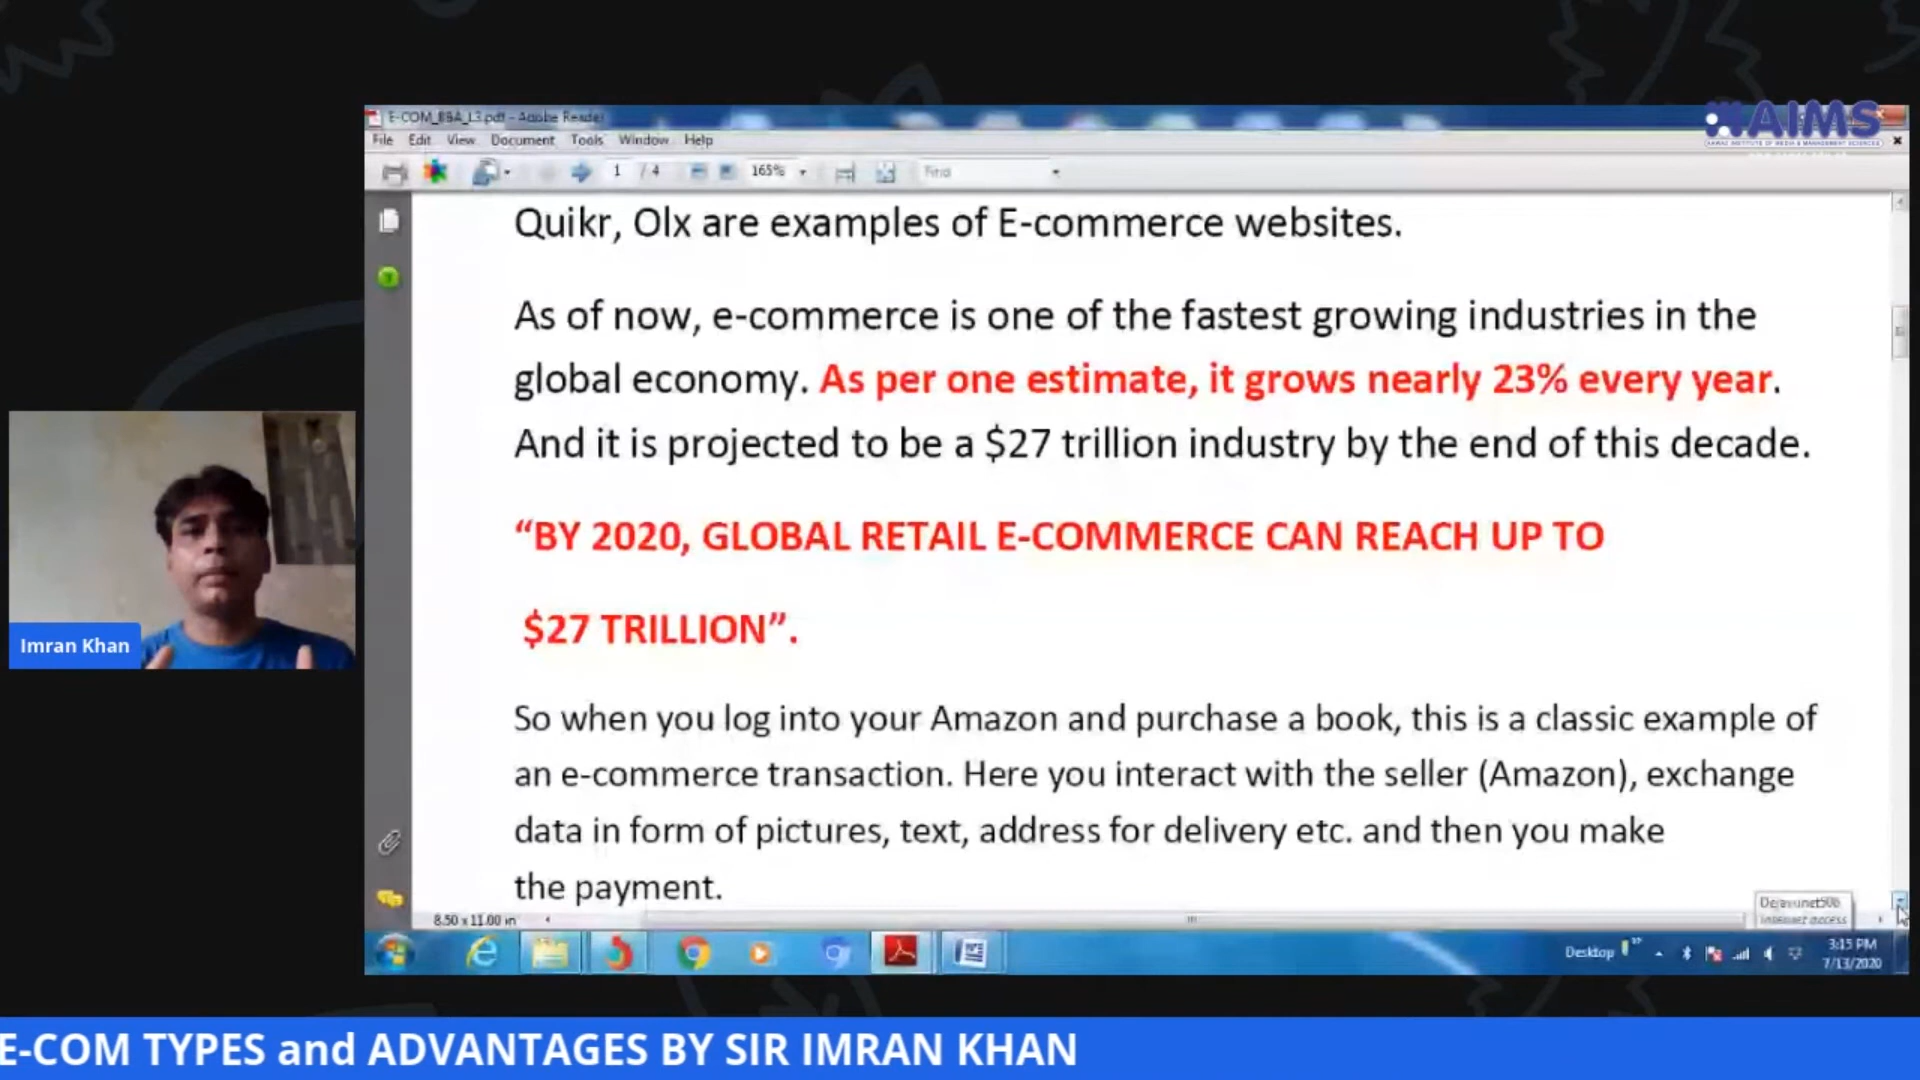 E-COM_BBA_L3.pdf - Adobe Reader
AIMS
File Edit View Document Tools Window Help
1 / 4 165% Find
Quikr, Olx are examples of E-commerce websites.
As of now, e-commerce is one of the fastest growing industries in the
global economy. As per one estimate, it grows nearly 23% every year.
And it is projected to be a $27 trillion industry by the end of this decade.
“BY 2020, GLOBAL RETAIL E-COMMERCE CAN REACH UP TO
$27 TRILLION”.
So when you log into your Amazon and purchase a book, this is a classic example of
an e-commerce transaction. Here you interact with the seller (Amazon), exchange
data in form of pictures, text, address for delivery etc. and then you make
the payment.
Imran Khan
8.50 x 11.00 in
Internet access
Desktop
3:15 PM
7/13/2020
E-COM TYPES and ADVANTAGES BY SIR IMRAN KHAN